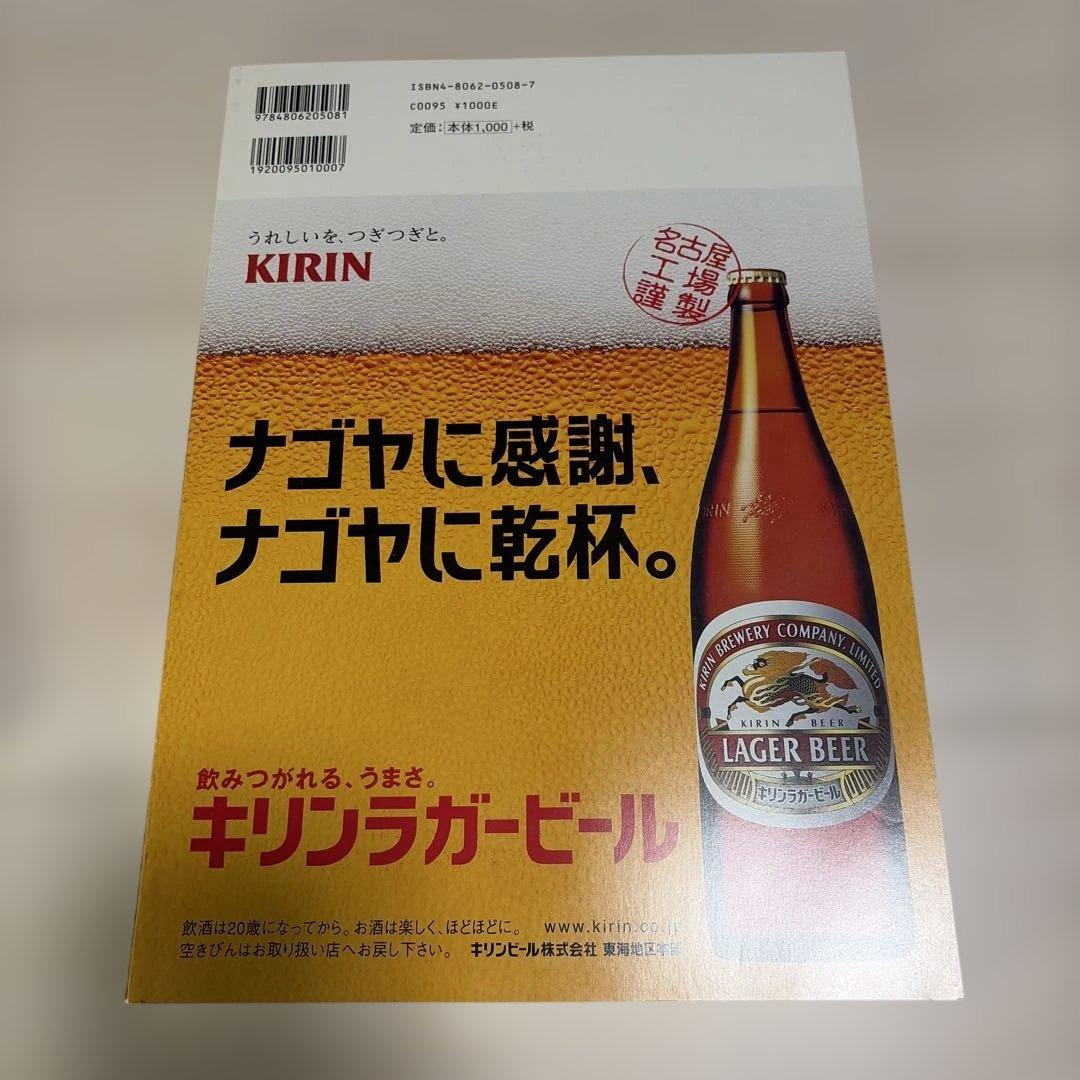 ISBN4-8062-0508-7
9784806205081
C0095 ¥1000E
定価：本体1,000+税
1920095010007
うれしいを、つぎつぎと。
KIRIN
名古屋
工場
謹製
ナゴヤに感謝、
ナゴヤに乾杯。
KIRIN
KIRIN BREWERY COMPANY, LIMITED
KIRIN BEER
LAGER BEER
キリンラガービール
飲みつがれる、うまさ。
キリンラガービール
飲酒は20歳になってから。お酒は楽しく、ほどほどに。 www.kirin.co.jp
空きびんはお取り扱い店へお戻し下さい。 キリンビール株式会社 東海地区本部